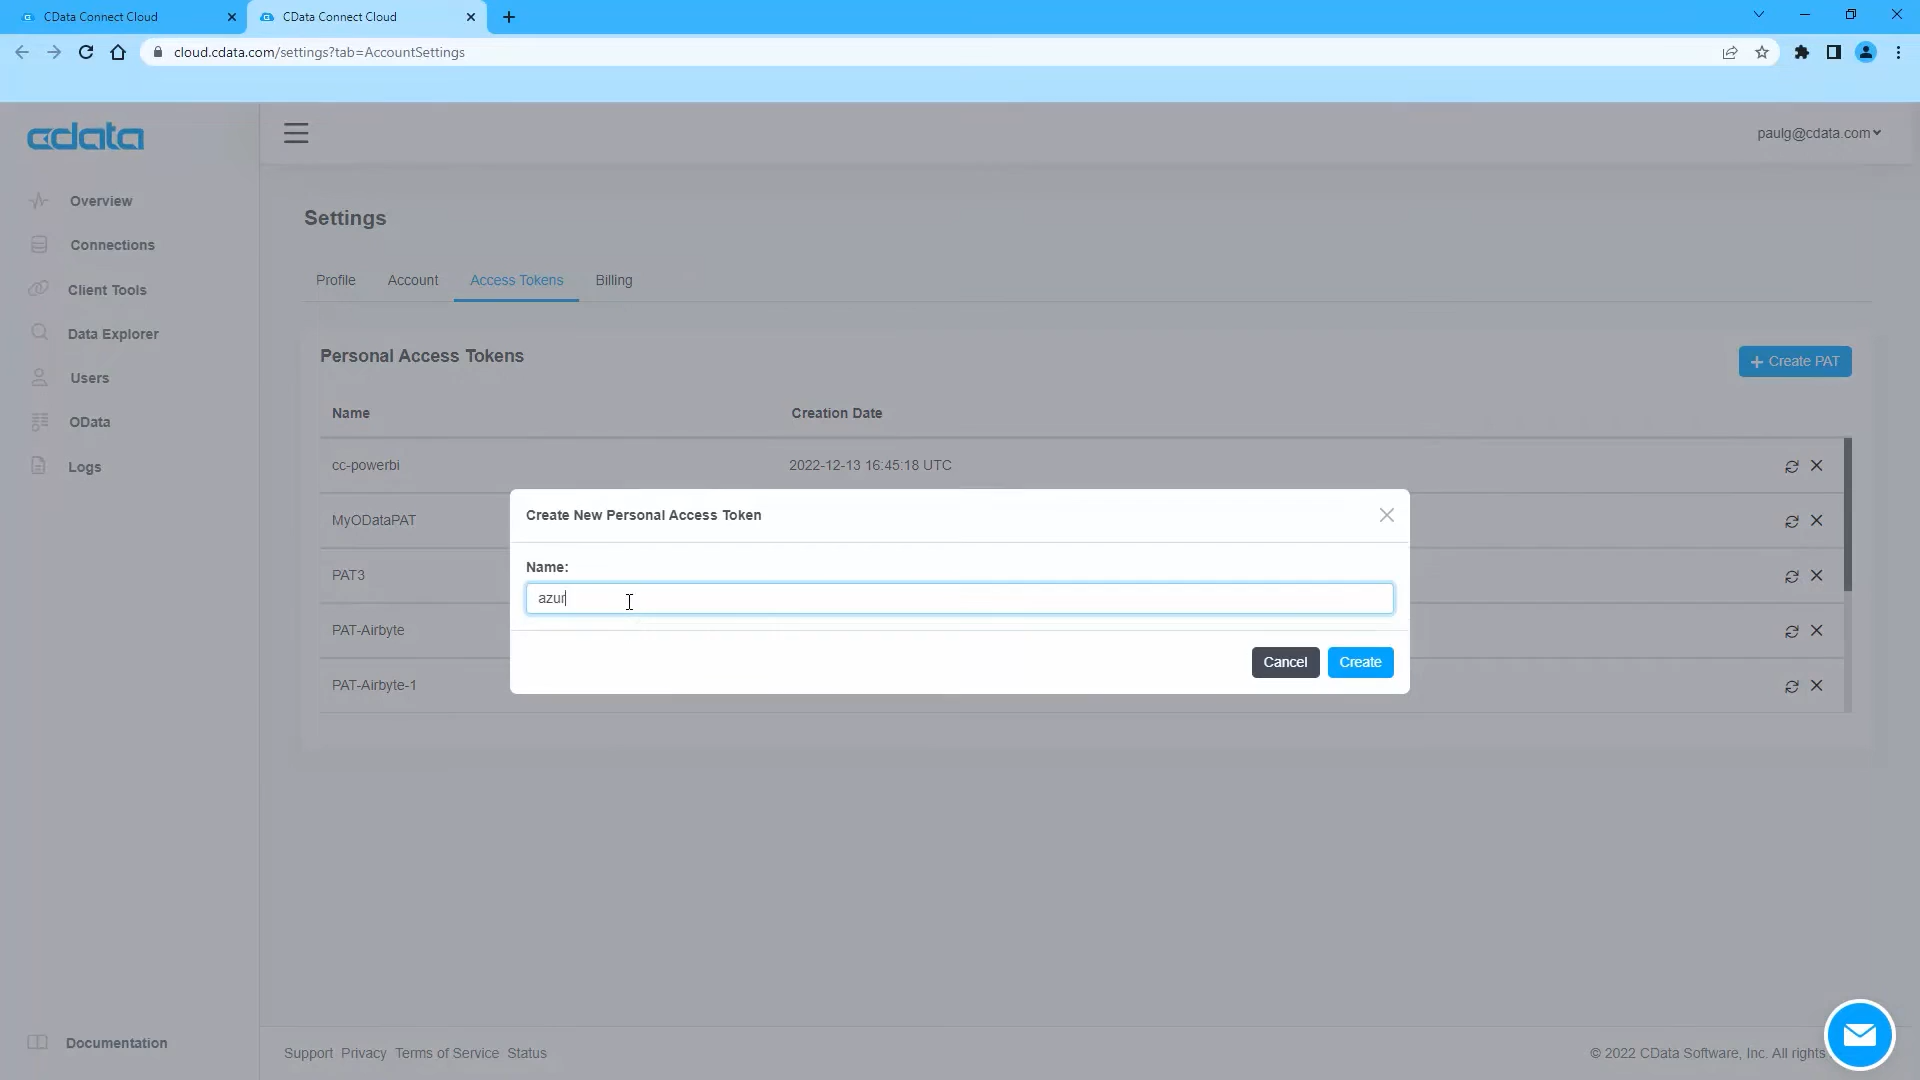 CData Connect Cloud
CData Connect Cloud
cloud.cdata.com/settings?tab=AccountSettings
cdata
paulg@cdata.com
Overview
Connections
Client Tools
Data Explorer
Users
OData
Logs
Documentation
Settings
Profile Account Access Tokens Billing
Personal Access Tokens
+ Create PAT
Name Creation Date
cc-powerbi 2022-12-13 16:45:18 UTC
MyODataPAT
PAT3
PAT-Airbyte
PAT-Airbyte-1
Create New Personal Access Token
Name:
azur
Cancel Create
Support Privacy Terms of Service Status
© 2022 CData Software, Inc. All rights